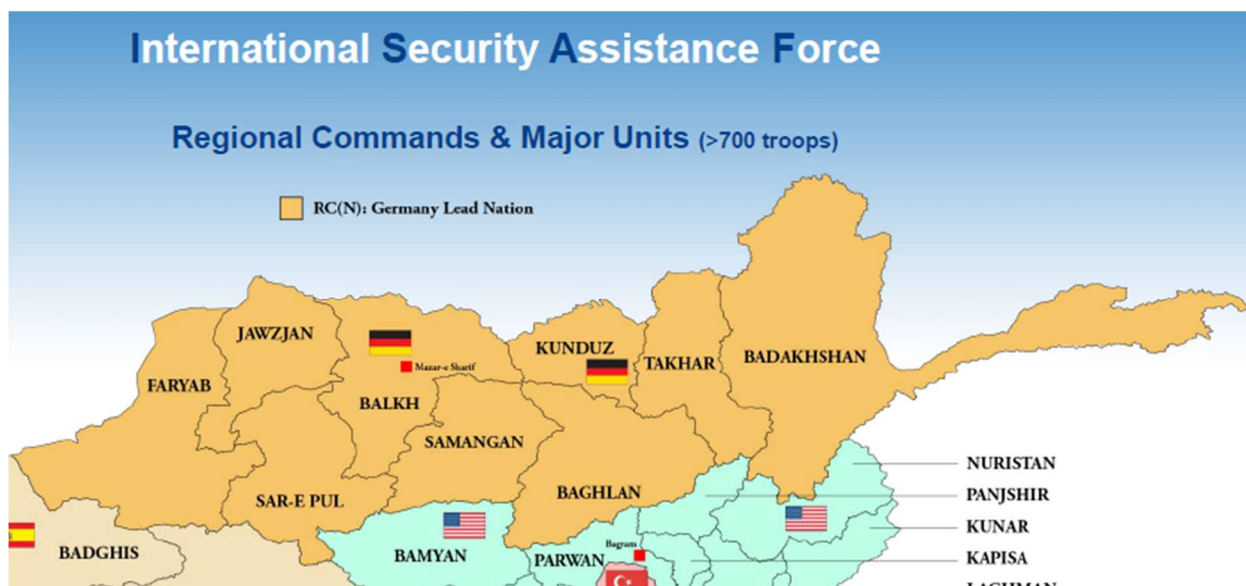 International Security Assistance Force
Regional Commands & Major Units (>700 troops)
RC(N): Germany Lead Nation
JAWZJAN
KUNDUZ
TAKHAR
BADAKHSHAN
FARYAB
Mazar-e Sharif
BALKH
SAMANGAN
NURISTAN
SAR-E PUL
BAGHLAN
PANJSHIR
KUNAR
BADGHIS
BAMYAN
Bagram
PARWAN
KAPISA
LAGHMAN